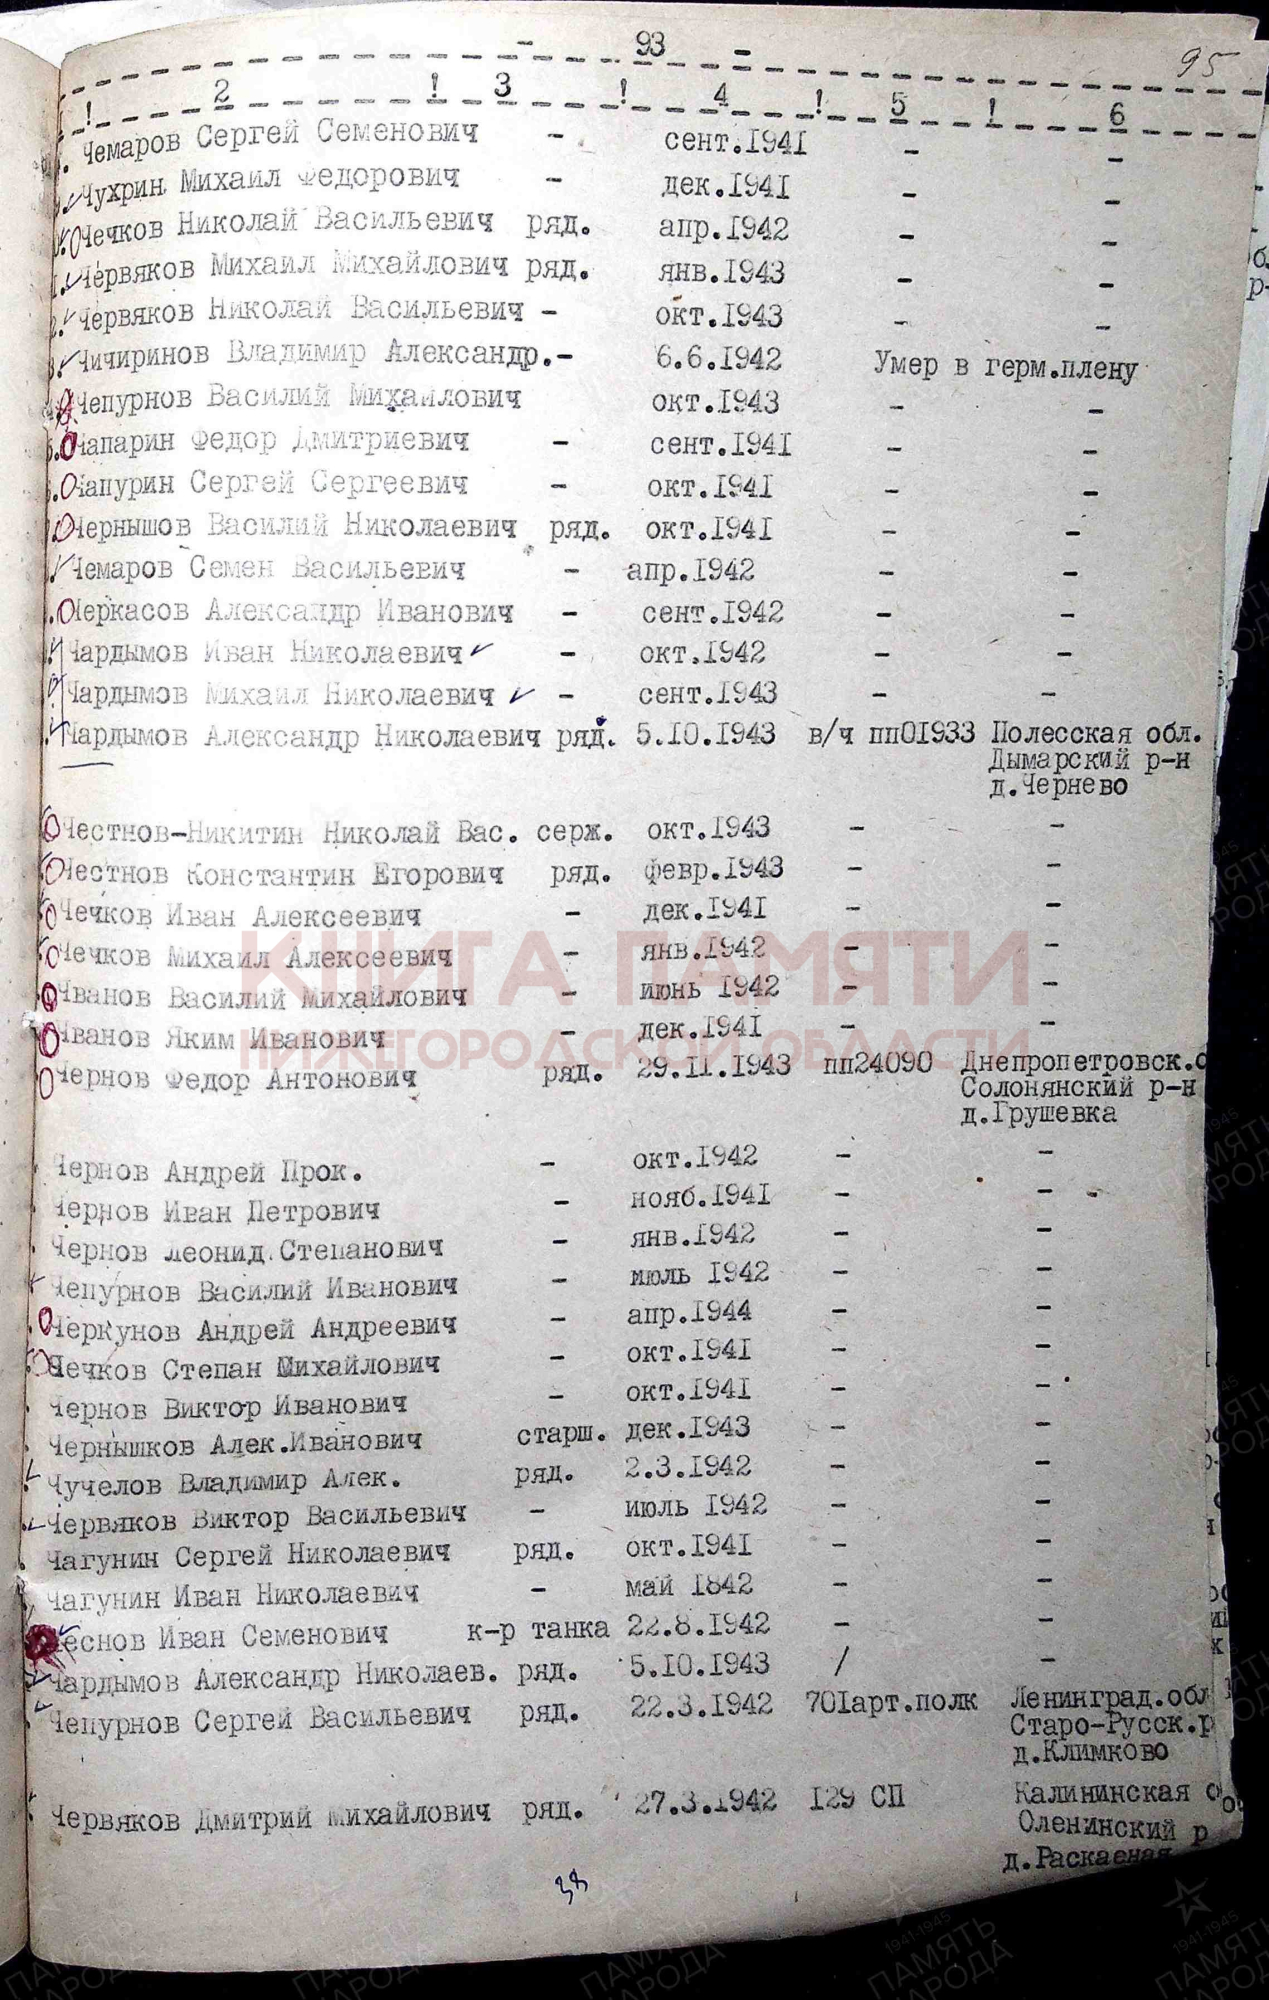 - 93 -
95
! 2 ! 3 ! 4 ! 5 ! 6
Чемаров Сергей Семенович - сент.1941 - -
Чухрин Михаил Федорович - дек.1941 - -
Чечков Николай Васильевич ряд. апр.1942 - -
Червяков Михаил Михайлович ряд. янв.1943 - -
Червяков Николай Васильевич - окт.1943 - -
Чичиринов Владимир Александр.- 6.6.1942 Умер в герм.плену
Чепурнов Василий Михайлович окт.1943 - -
Чапарин Федор Дмитриевич - сент.1941 - -
Чапурин Сергей Сергеевич - окт.1941 - -
Чернышов Василий Николаевич ряд. окт.1941 - -
Чемаров Семен Васильевич - апр.1942 - -
Черкасов Александр Иванович - сент.1942 - -
Чардымов Иван Николаевич - окт.1942 - -
Чардымов Михаил Николаевич - сент.1943 - -
Чардымов Александр Николаевич ряд. 5.10.1943 в/ч пп01933 Полесская обл.
Дымарский р-н
д.Чернево
Честнов-Никитин Николай Вас. серж. окт.1943 - -
Честнов Константин Егорович ряд. февр.1943 - -
Чечков Иван Алексеевич - дек.1941 - -
Чечков Михаил Алексеевич - янв.1942 - -
Чванов Василий Михайлович - июнь 1942 - -
Чванов Яким Иванович - дек.1941 - -
КНИГА ПАМЯТИ
НИЖЕГОРОДСКОЙ ОБЛАСТИ
Чернов Федор Антонович ряд. 29.11.1943 пп24090 Днепропетровск.о
Солонянский р-н
д.Грушевка
Чернов Андрей Прок. - окт.1942 - -
Чернов Иван Петрович - нояб.1941 - -
Чернов Леонид Степанович - янв.1942 - -
Чепурнов Василий Иванович - июль 1942 - -
Черкунов Андрей Андреевич - апр.1944 - -
Чечков Степан Михайлович - окт.1941 - -
Чернов Виктор Иванович - окт.1941 - -
Чернышков Алек.Иванович старш. дек.1943 - -
Чучелов Владимир Алек. ряд. 2.3.1942 - -
Червяков Виктор Васильевич - июль 1942 - -
Чагунин Сергей Николаевич ряд. окт.1941 - -
Чагунин Иван Николаевич - май 1842 - -
Чеснов Иван Семенович к-р танка 22.8.1942 - -
Чардымов Александр Николаев. ряд. 5.10.1943 / -
Чепурнов Сергей Васильевич ряд. 22.3.1942 701арт.полк Ленинград.обл
Старо-Русск.р
д.Климково
Червяков Дмитрий Михайлович ряд. 27.3.1942 129 СП Калининская о
Оленинский р
д.Раскаеная
38